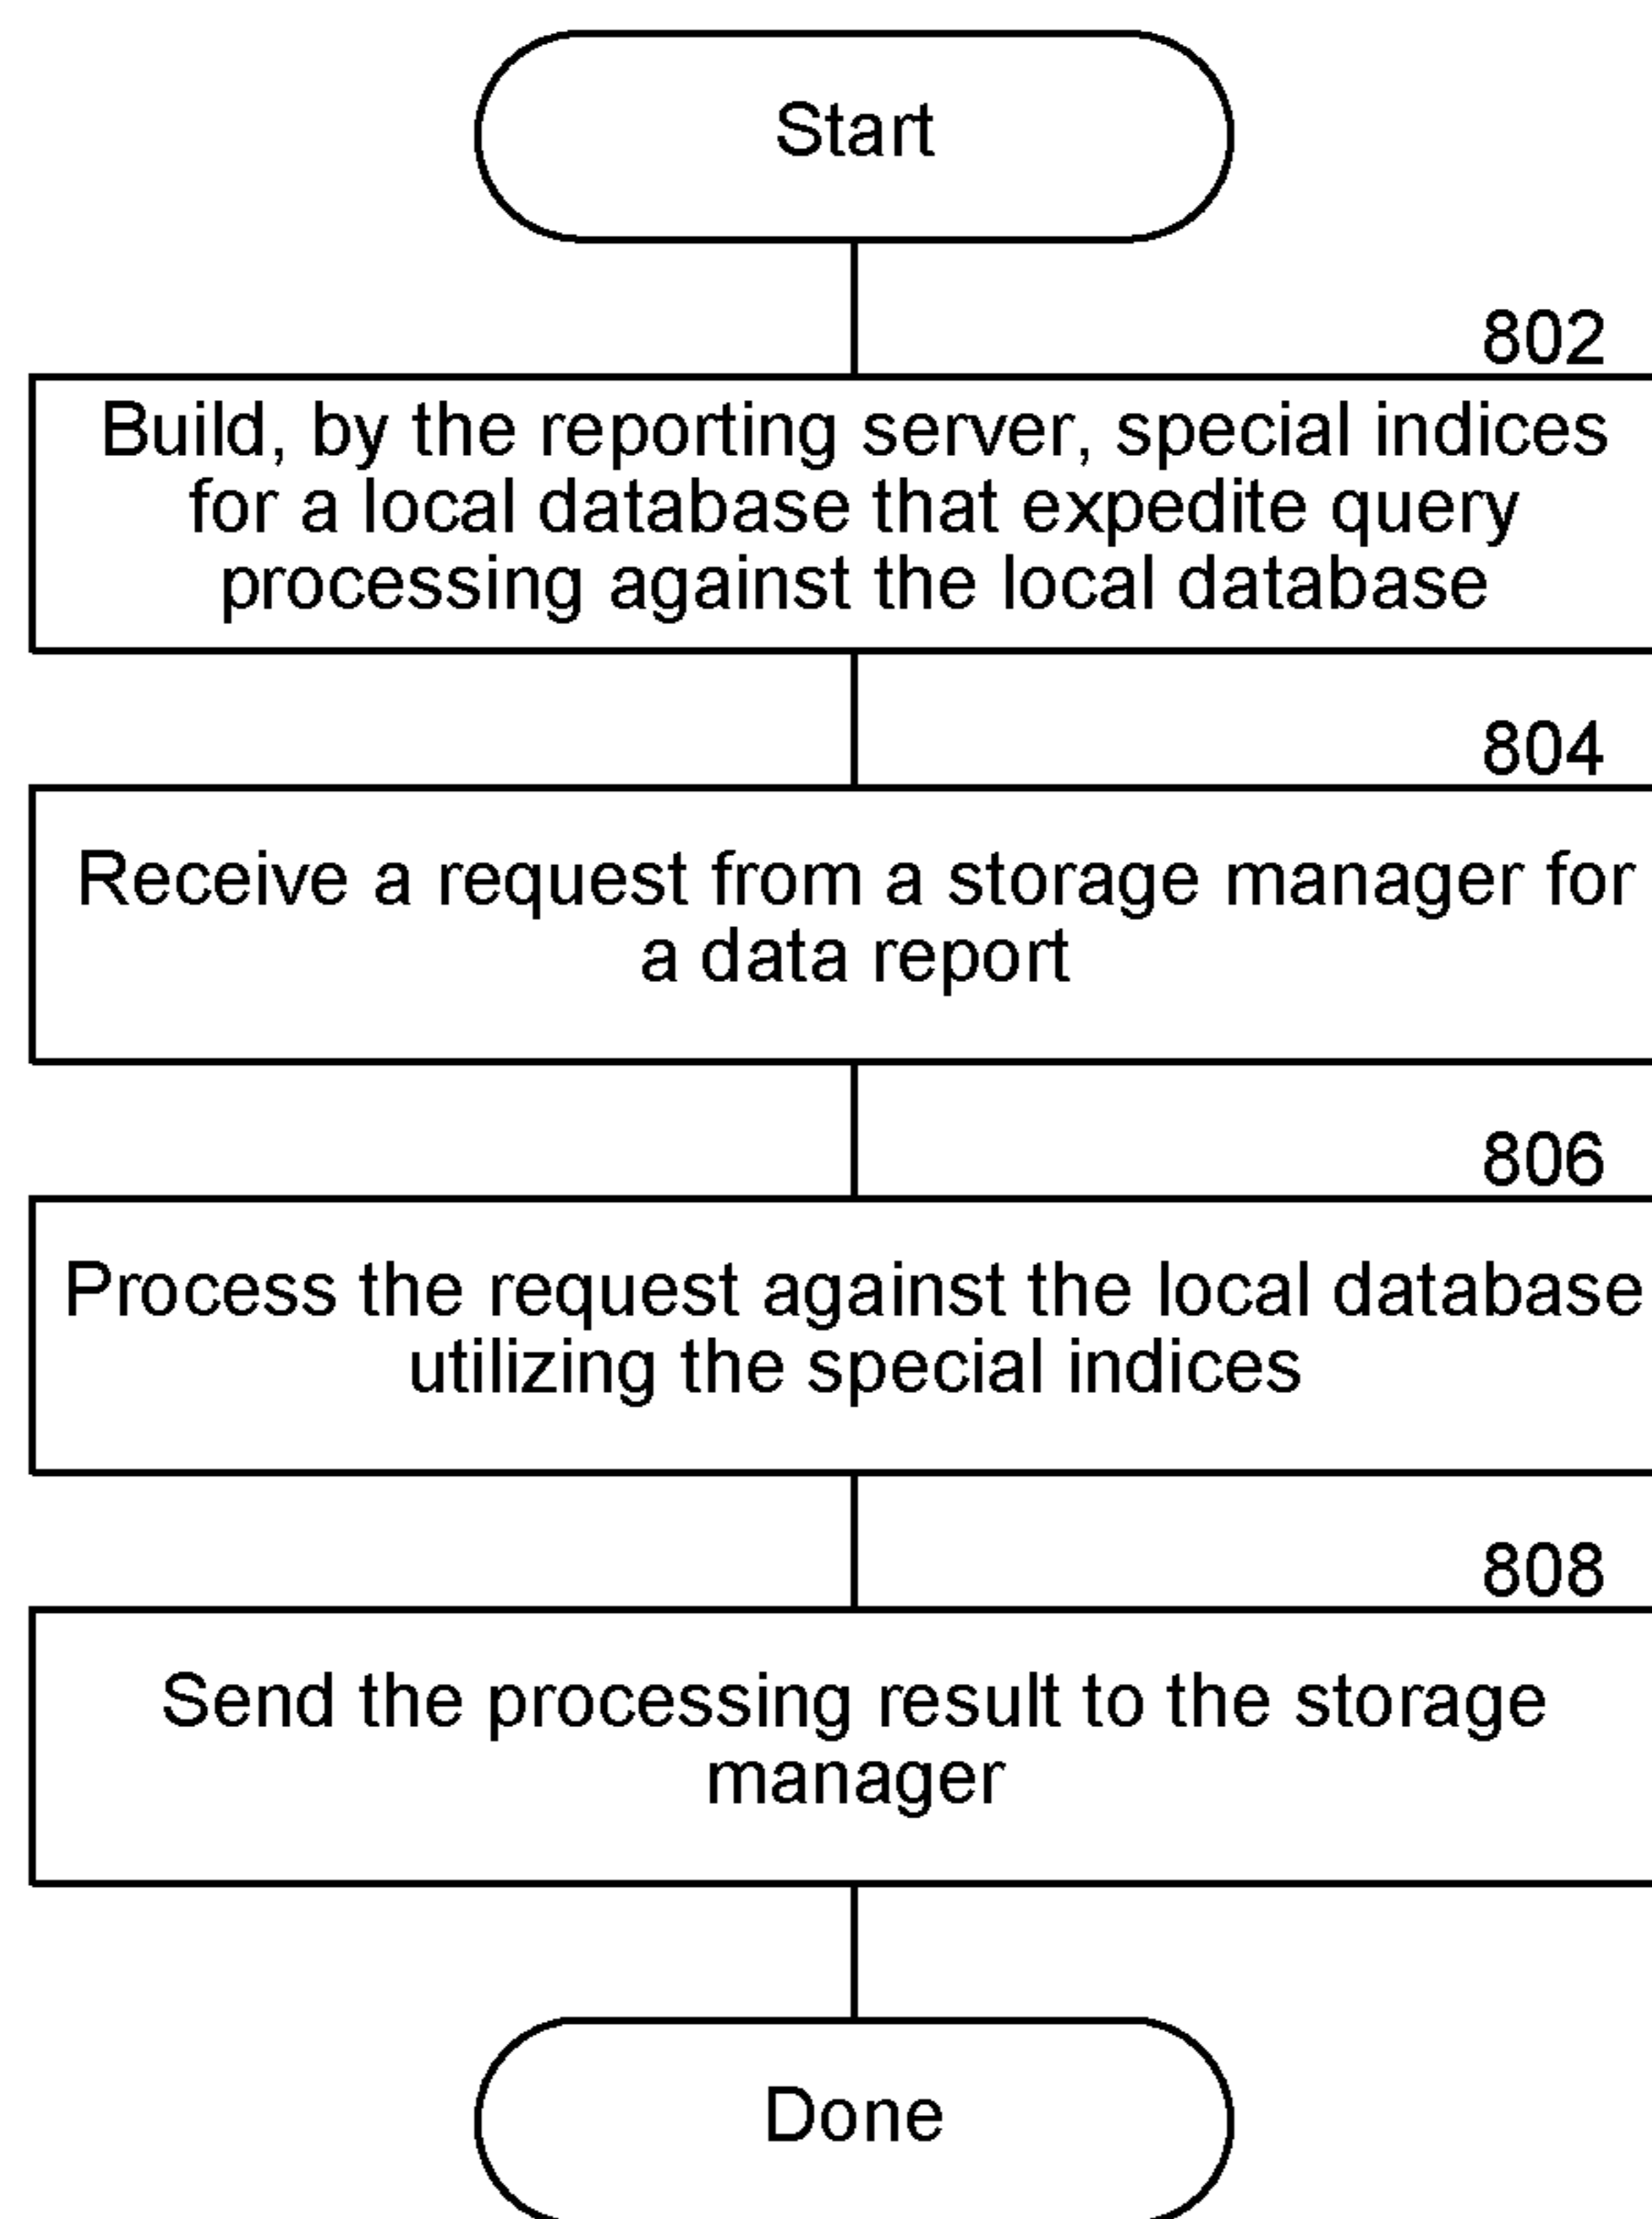 Start
802
Build, by the reporting server, special indices
for a local database that expedite query
processing against the local database
804
Receive a request from a storage manager for
a data report
806
Process the request against the local database
utilizing the special indices
808
Send the processing result to the storage
manager
Done